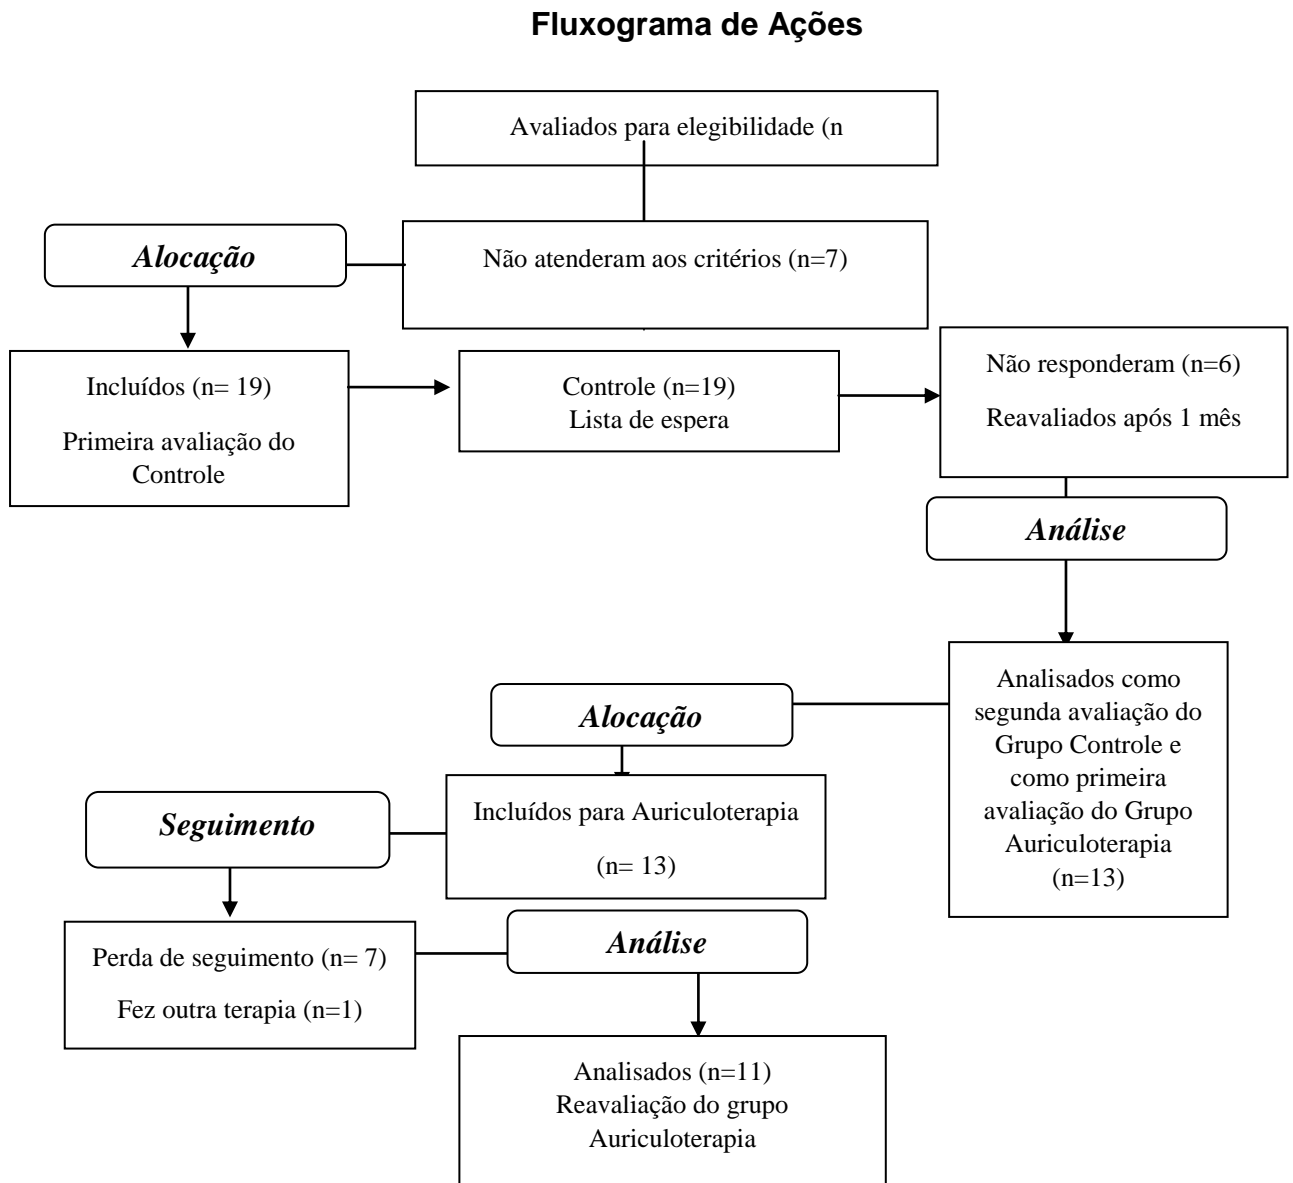 Fluxograma de Ações
Avaliados para elegibilidade (n
Alocação
Não atenderam aos critérios (n=7)
Incluídos (n= 19)
Primeira avaliação do
Controle
Controle (n=19)
Lista de espera
Não responderam (n=6)
Reavaliados após 1 mês
Análise
Analisados como
segunda avaliação do
Grupo Controle e
como primeira
avaliação do Grupo
Auriculoterapia
(n=13)
Alocação
Incluídos para Auriculoterapia
(n= 13)
Seguimento
Perda de seguimento (n= 7)
Fez outra terapia (n=1)
Análise
Analisados (n=11)
Reavaliação do grupo
Auriculoterapia